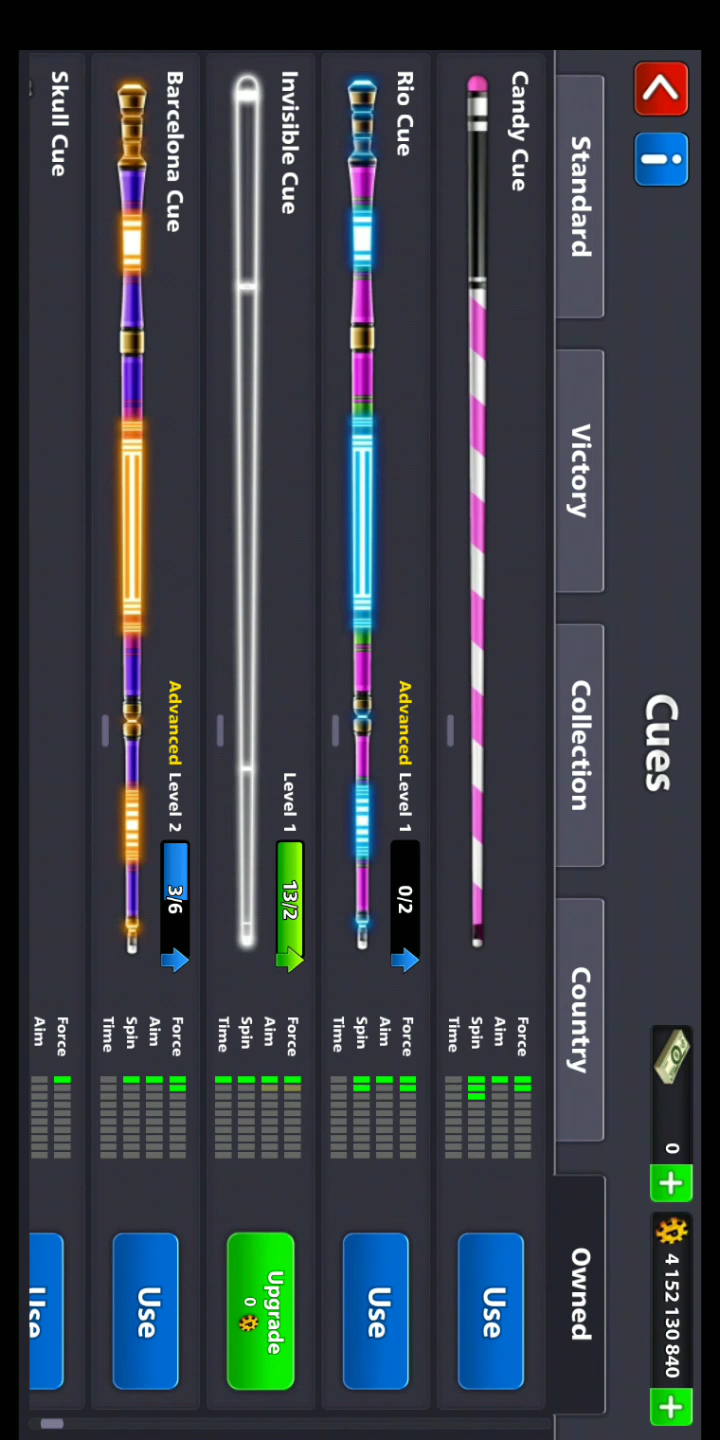 Cues
0
4 152 130 840
Standard
Victory
Collection
Country
Owned
Candy Cue
Force
Aim
Spin
Time
Use
Rio Cue
Advanced Level 1
0/2
Force
Aim
Spin
Time
Use
Invisible Cue
Level 1
13/2
Force
Aim
Spin
Time
Upgrade
0
Barcelona Cue
Advanced Level 2
3/6
Force
Aim
Spin
Time
Use
Skull Cue
Force
Aim
Use